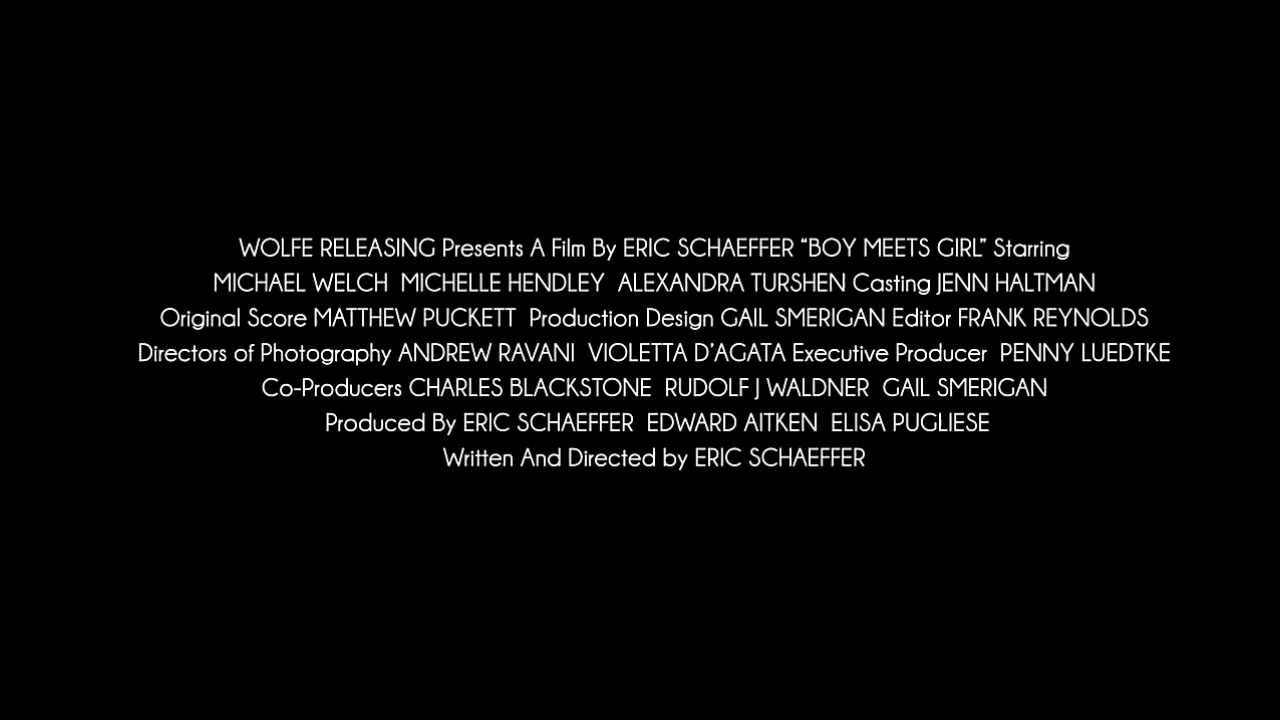 WOLFE RELEASING Presents A Film By ERIC SCHAEFFER “BOY MEETS GIRL” Starring
MICHAEL WELCH  MICHELLE HENDLEY  ALEXANDRA TURSHEN Casting JENN HALTMAN
Original Score MATTHEW PUCKETT  Production Design GAIL SMERIGAN Editor FRANK REYNOLDS
Directors of Photography ANDREW RAVANI  VIOLETTA D’AGATA Executive Producer  PENNY LUEDTKE
Co-Producers CHARLES BLACKSTONE  RUDOLF J WALDNER  GAIL SMERIGAN
Produced By ERIC SCHAEFFER  EDWARD AITKEN  ELISA PUGLIESE
Written And Directed by ERIC SCHAEFFER